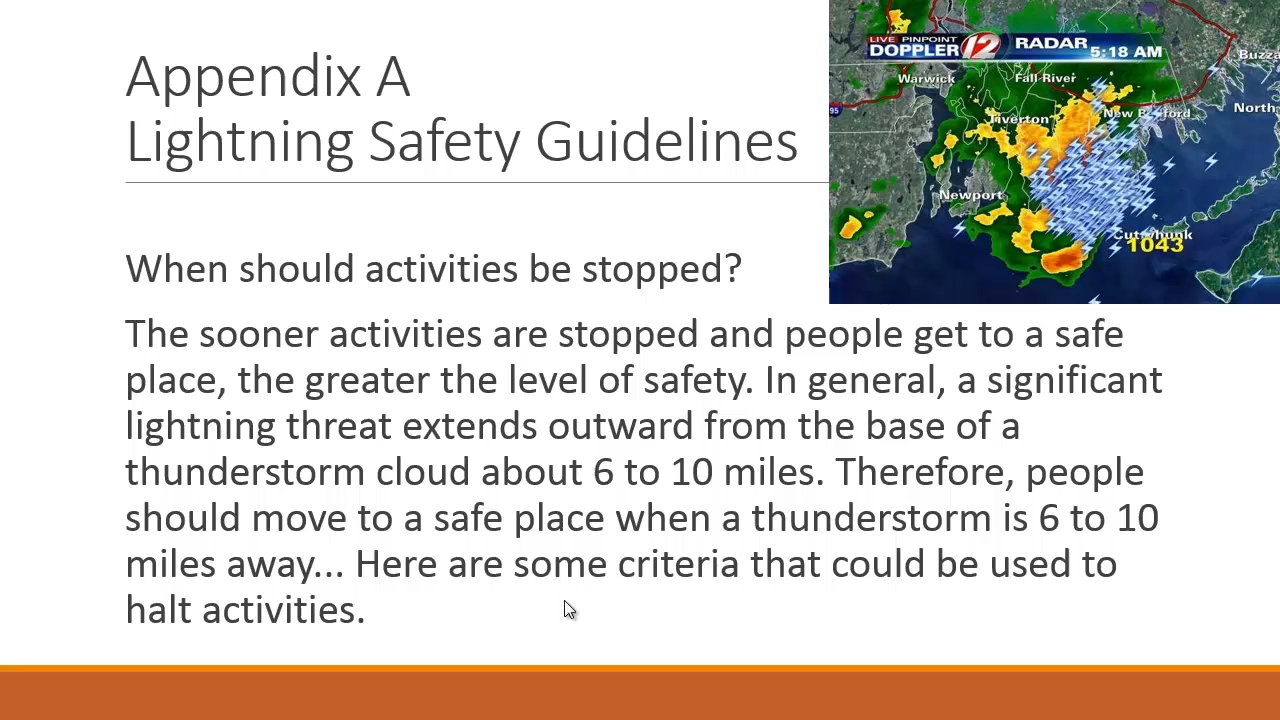 Appendix A
Lightning Safety Guidelines
When should activities be stopped?
The sooner activities are stopped and people get to a safe
place, the greater the level of safety. In general, a significant
lightning threat extends outward from the base of a
thunderstorm cloud about 6 to 10 miles. Therefore, people
should move to a safe place when a thunderstorm is 6 to 10
miles away... Here are some criteria that could be used to
halt activities.
LIVE PINPOINT
DOPPLER 12 RADAR
5:18 AM
Warwick
Fall River
95
Tiverton
New
Newport
North
1043